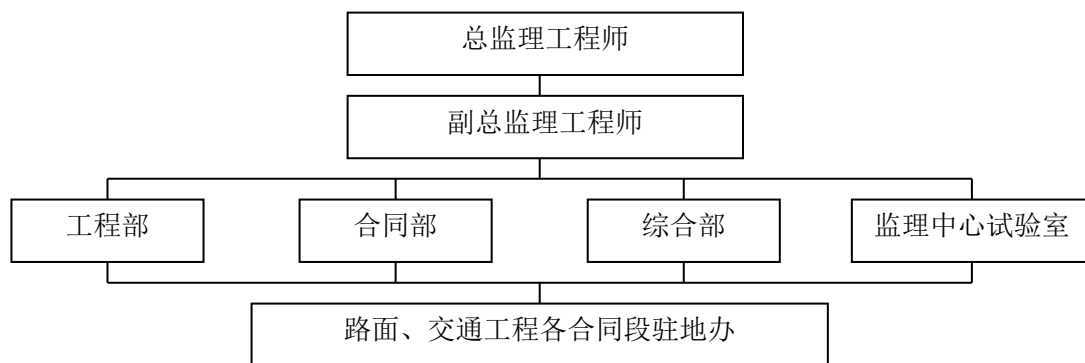 总监理工程师
副总监理工程师
工程部
合同部
综合部
监理中心试验室
路面、交通工程各合同段驻地办